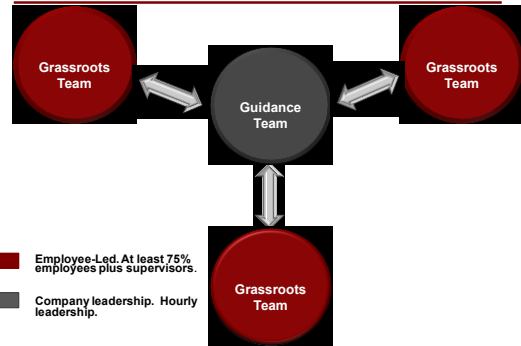 Grassroots
Team
Grassroots
Team
Guidance
Team
Grassroots
Team
Employee-Led. At least 75%
employees plus supervisors.
Company leadership. Hourly
leadership.